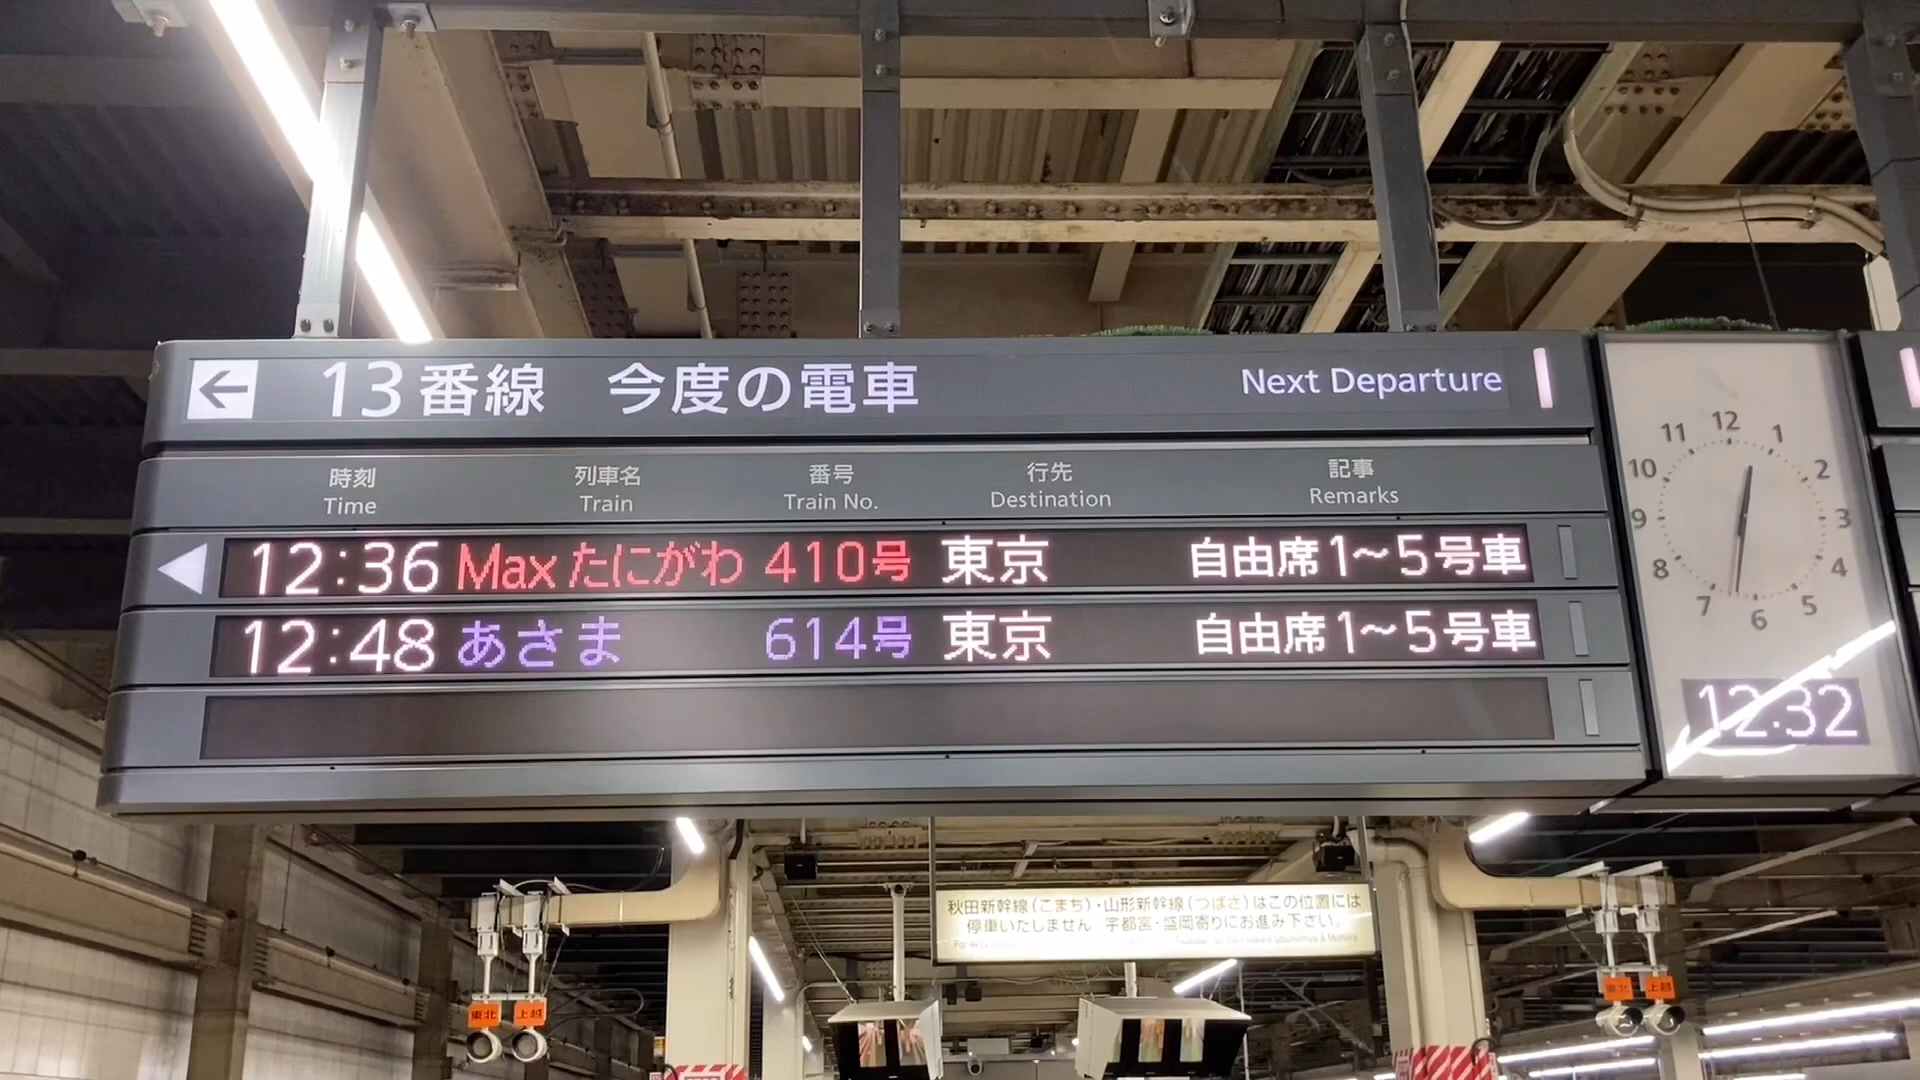 ← 13番線 今度の電車 Next Departure
時刻 列車名 番号 行先 記事
Time Train Train No. Destination Remarks
12:36 Maxたにがわ 410号 東京 自由席1~5号車
12:48 あさま 614号 東京 自由席1~5号車
12 1 2 3 4 5 6 7 8 9 10 11
12:32
秋田新幹線(こまち)・山形新幹線(つばさ)はこの位置には
停車いたしません 宇都宮・盛岡寄りにお進み下さい。
東北 上越
東北 上越